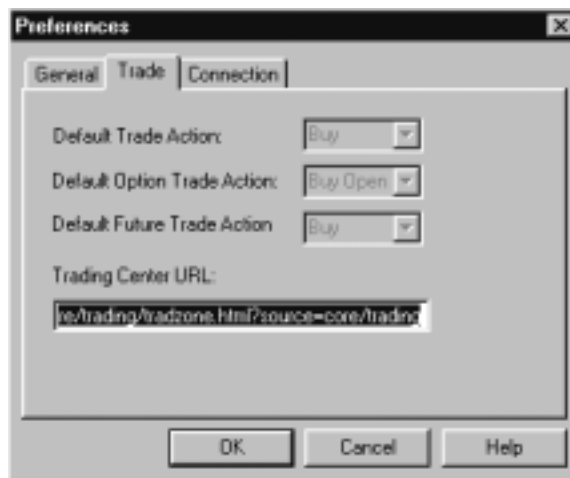 Preferences
General Trade Connection
Default Trade Action: Buy
Default Option Trade Action: Buy Open
Default Future Trade Action Buy
Trading Center URL:
re/trading/tradzone.html?source=core/trading
OK Cancel Help